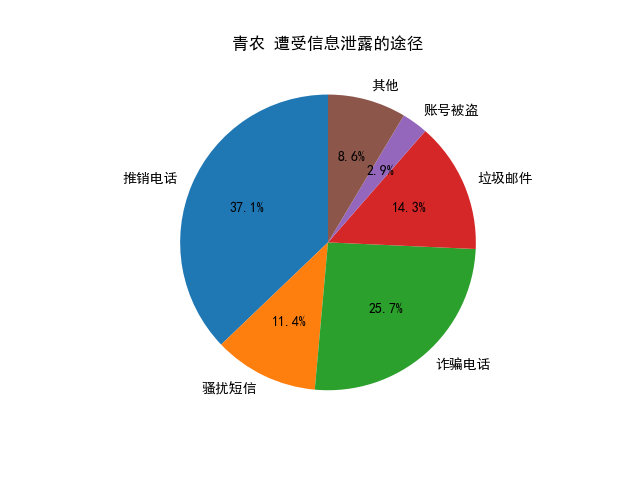 青农 遭受信息泄露的途径
其他
账号被盗
8.6%
2.9%
推销电话
垃圾邮件
37.1%
14.3%
25.7%
11.4%
诈骗电话
骚扰短信